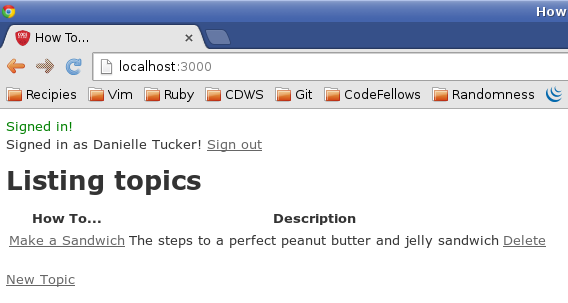 How
How To...
localhost:3000
Recipies Vim Ruby CDWS Git CodeFellows Randomness
Signed in!
Signed in as Danielle Tucker! Sign out
Listing topics
How To... Description
Make a Sandwich The steps to a perfect peanut butter and jelly sandwich Delete
New Topic